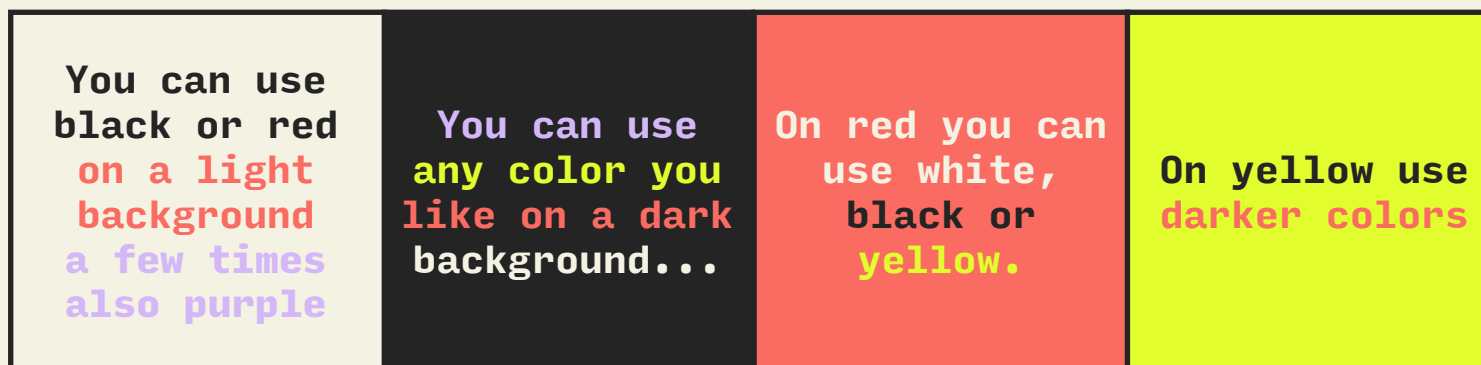 You can use
black or red
on a light
background
a few times
also purple
You can use
any color you
like on a dark
background...
On red you can
use white,
black or
yellow.
On yellow use
darker colors